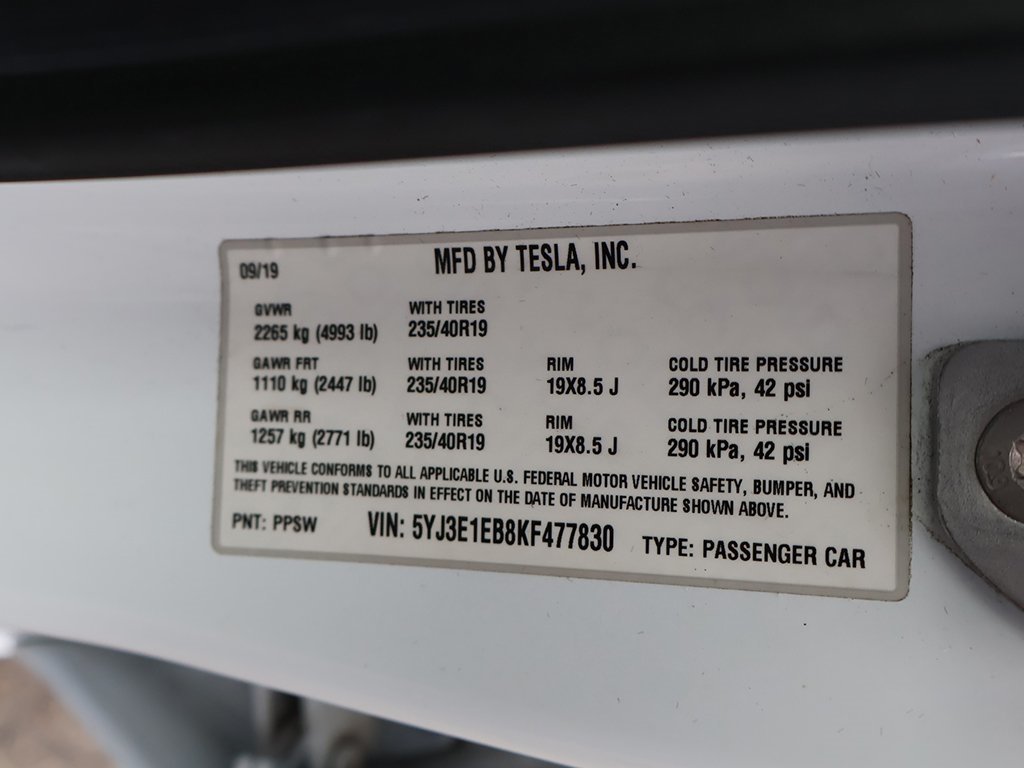 09/19 MFD BY TESLA, INC.
GVWR WITH TIRES
2265 kg (4993 lb) 235/40R19
GAWR FRT WITH TIRES RIM COLD TIRE PRESSURE
1110 kg (2447 lb) 235/40R19 19X8.5 J 290 kPa, 42 psi
GAWR RR WITH TIRES RIM COLD TIRE PRESSURE
1257 kg (2771 lb) 235/40R19 19X8.5 J 290 kPa, 42 psi
THIS VEHICLE CONFORMS TO ALL APPLICABLE U.S. FEDERAL MOTOR VEHICLE SAFETY, BUMPER, AND
THEFT PREVENTION STANDARDS IN EFFECT ON THE DATE OF MANUFACTURE SHOWN ABOVE.
PNT: PPSW VIN: 5YJ3E1EB8KF477830 TYPE: PASSENGER CAR